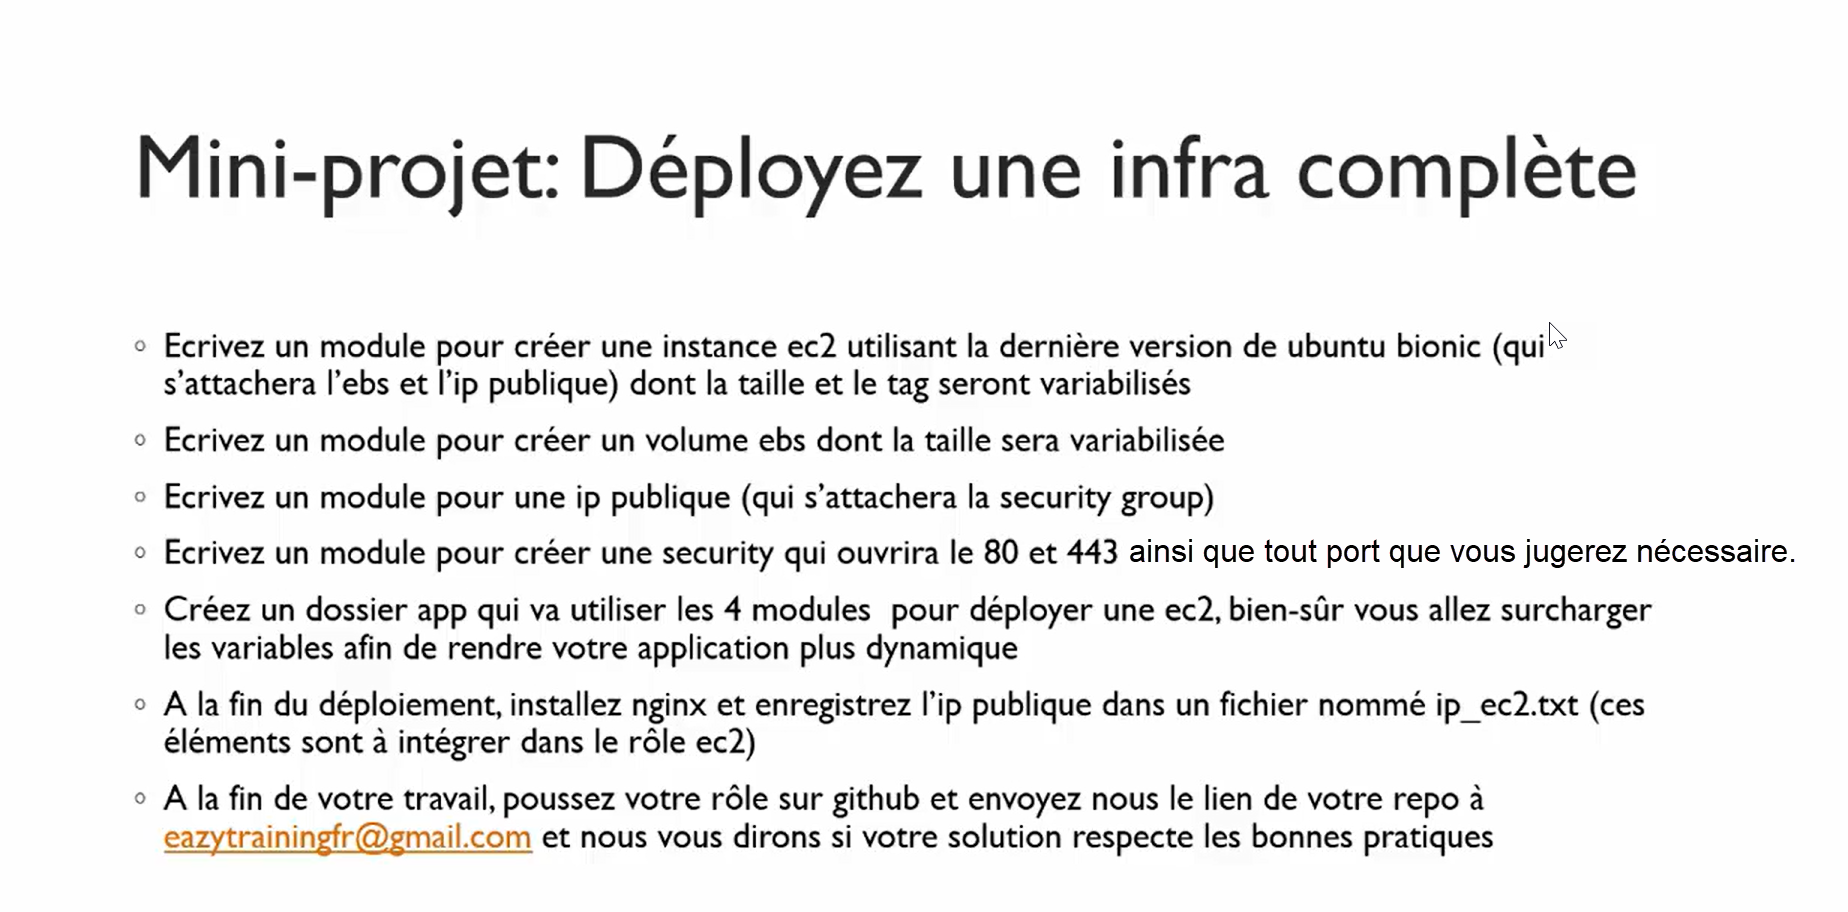 Mini-projet: Déployez une infra complète
◦ Ecrivez un module pour créer une instance ec2 utilisant la dernière version de ubuntu bionic (qui
s’attachera l’ebs et l’ip publique) dont la taille et le tag seront variabilisés
◦ Ecrivez un module pour créer un volume ebs dont la taille sera variabilisée
◦ Ecrivez un module pour une ip publique (qui s’attachera la security group)
◦ Ecrivez un module pour créer une security qui ouvrira le 80 et 443 ainsi que tout port que vous jugerez nécessaire.
◦ Créez un dossier app qui va utiliser les 4 modules pour déployer une ec2, bien-sûr vous allez surcharger
les variables afin de rendre votre application plus dynamique
◦ A la fin du déploiement, installez nginx et enregistrez l’ip publique dans un fichier nommé ip_ec2.txt (ces
éléments sont à intégrer dans le rôle ec2)
◦ A la fin de votre travail, poussez votre rôle sur github et envoyez nous le lien de votre repo à
eazytrainingfr@gmail.com et nous vous dirons si votre solution respecte les bonnes pratiques